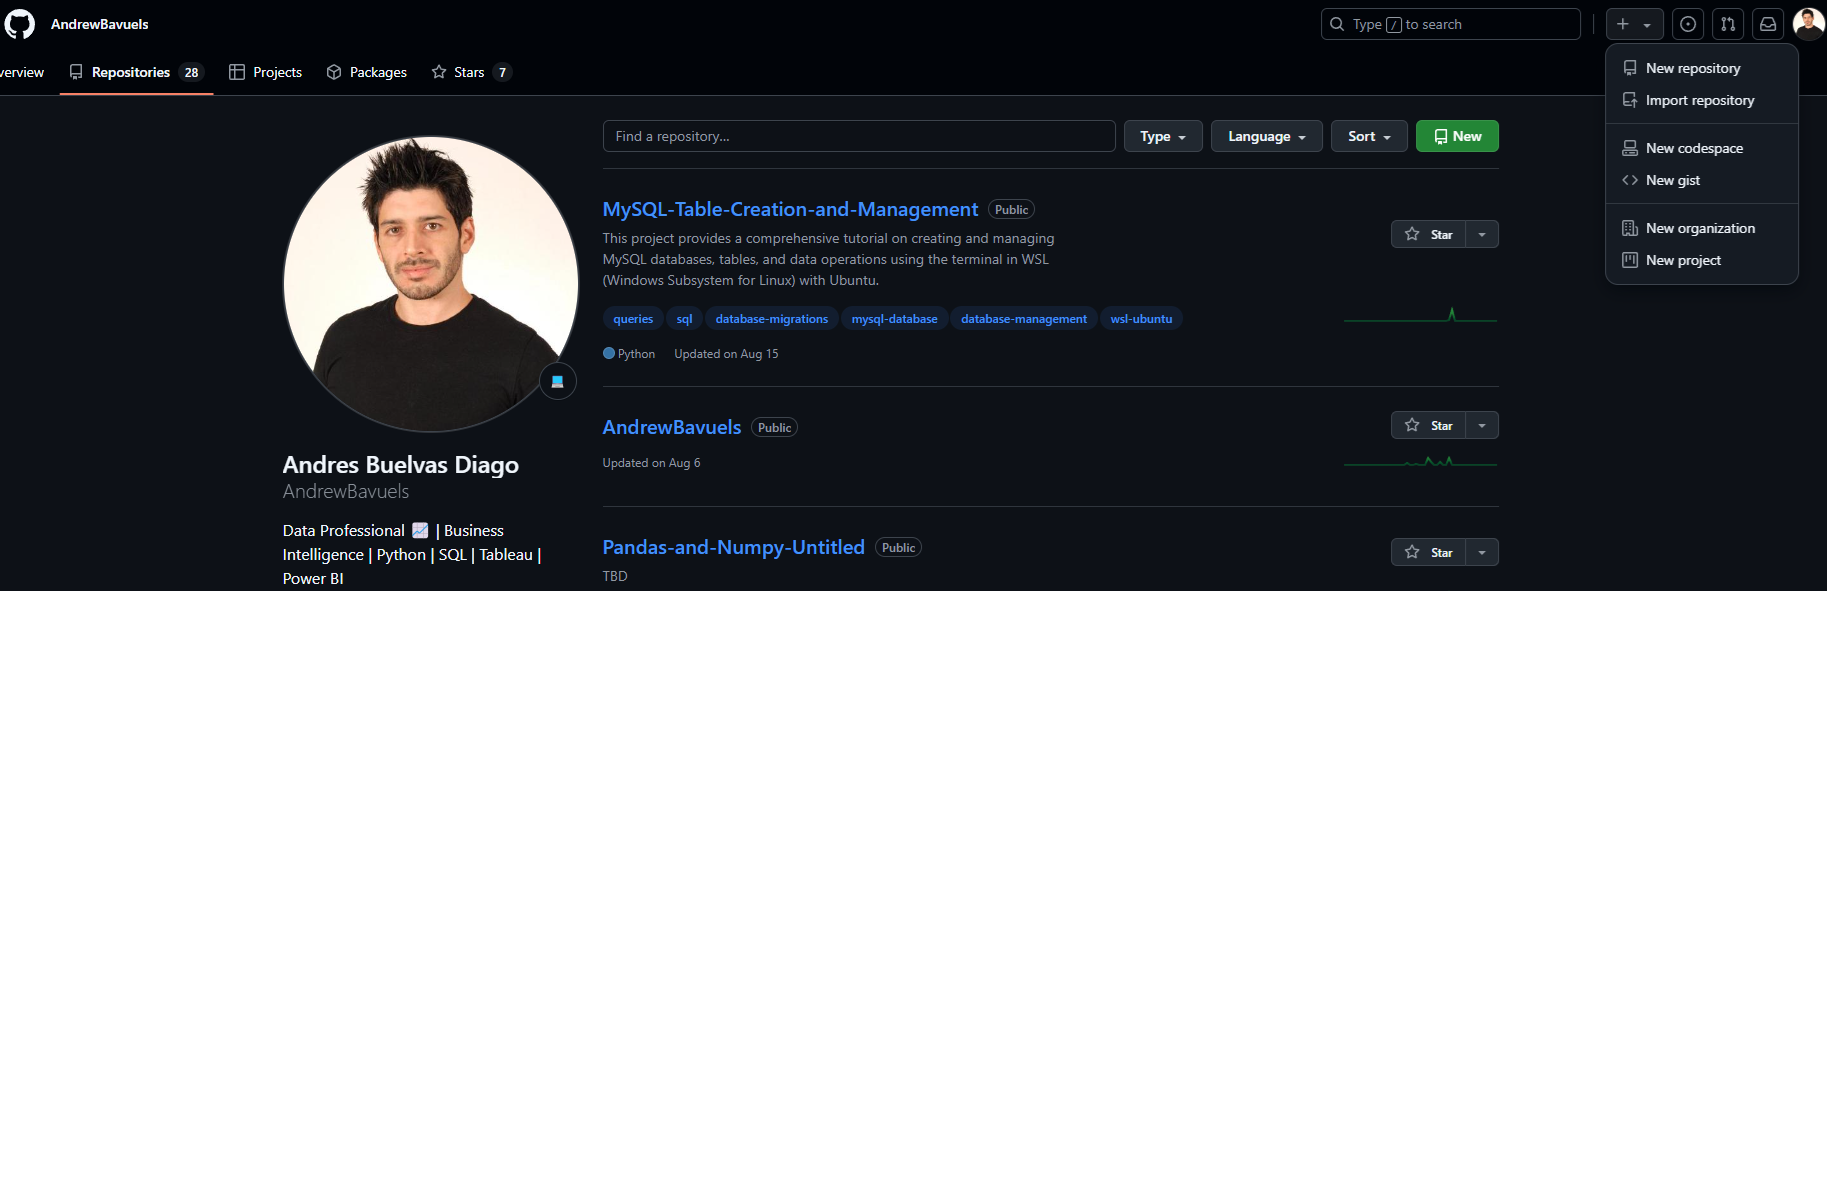 AndrewBavuels
Type / to search
verview
Repositories 28
Projects
Packages
Stars 7
New repository
Import repository
New codespace
New gist
New organization
New project
Find a repository...
Type
Language
Sort
New
MySQL-Table-Creation-and-Management Public
This project provides a comprehensive tutorial on creating and managing
MySQL databases, tables, and data operations using the terminal in WSL
(Windows Subsystem for Linux) with Ubuntu.
Star
queries sql database-migrations mysql-database database-management wsl-ubuntu
Python Updated on Aug 15
AndrewBavuels Public
Star
Updated on Aug 6
Pandas-and-Numpy-Untitled Public
Star
TBD
Andres Buelvas Diago
AndrewBavuels
Data Professional 📈 | Business
Intelligence | Python | SQL | Tableau |
Power BI